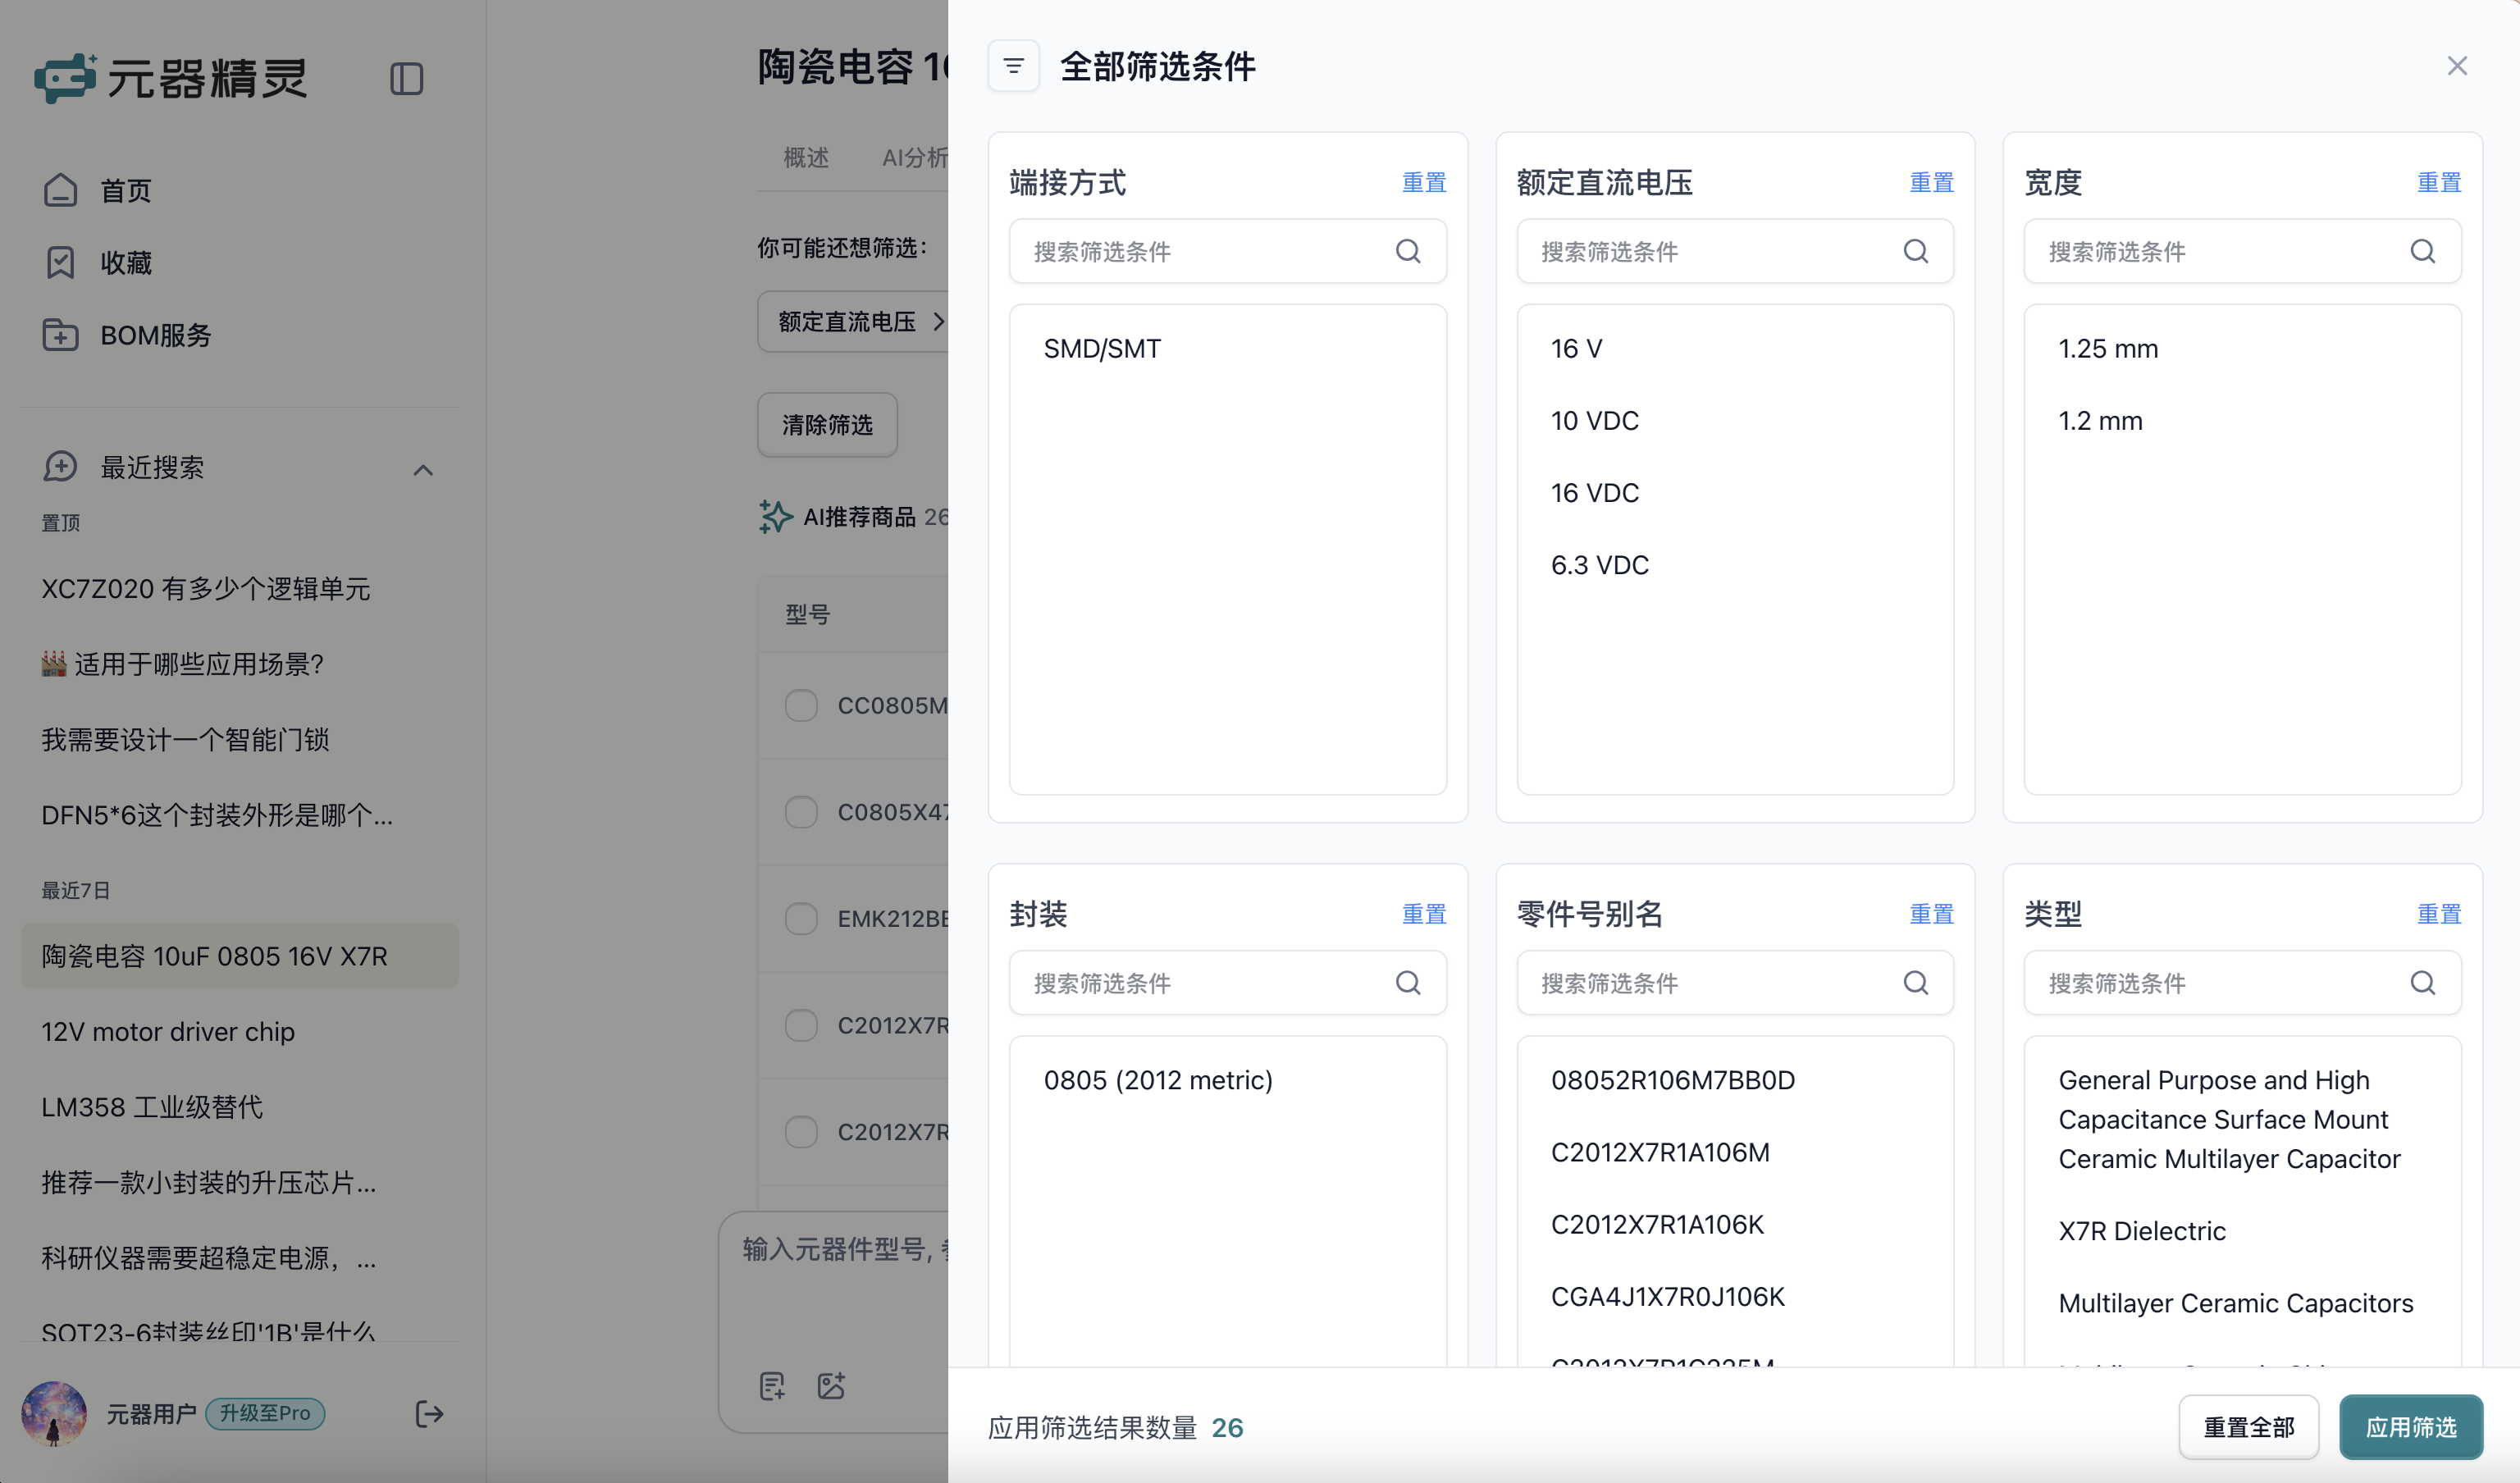 元器精灵
首页
收藏
BOM服务
最近搜索
置顶
XC7Z020 有多少个逻辑单元
适用于哪些应用场景?
我需要设计一个智能门锁
DFN5*6这个封装外形是哪个...
最近7日
陶瓷电容 10uF 0805 16V X7R
12V motor driver chip
LM358 工业级替代
推荐一款小封装的升压芯片...
科研仪器需要超稳定电源，...
SOT23-6封装丝印'1B'是什么
元器用户
升级至Pro
陶瓷电容
概述
AI分析
你可能还想筛选：
额定直流电压
清除筛选
AI推荐商品 26
型号
CC0805M
C0805X47
EMK212BB
C2012X7R
C2012X7R
输入元器件型号,
全部筛选条件
端接方式
重置
搜索筛选条件
SMD/SMT
额定直流电压
重置
搜索筛选条件
16 V
10 VDC
16 VDC
6.3 VDC
宽度
重置
搜索筛选条件
1.25 mm
1.2 mm
封装
重置
搜索筛选条件
0805 (2012 metric)
零件号别名
重置
搜索筛选条件
08052R106M7BB0D
C2012X7R1A106M
C2012X7R1A106K
CGA4J1X7R0J106K
类型
重置
搜索筛选条件
General Purpose and High
Capacitance Surface Mount
Ceramic Multilayer Capacitor
X7R Dielectric
Multilayer Ceramic Capacitors
应用筛选结果数量 26
重置全部
应用筛选